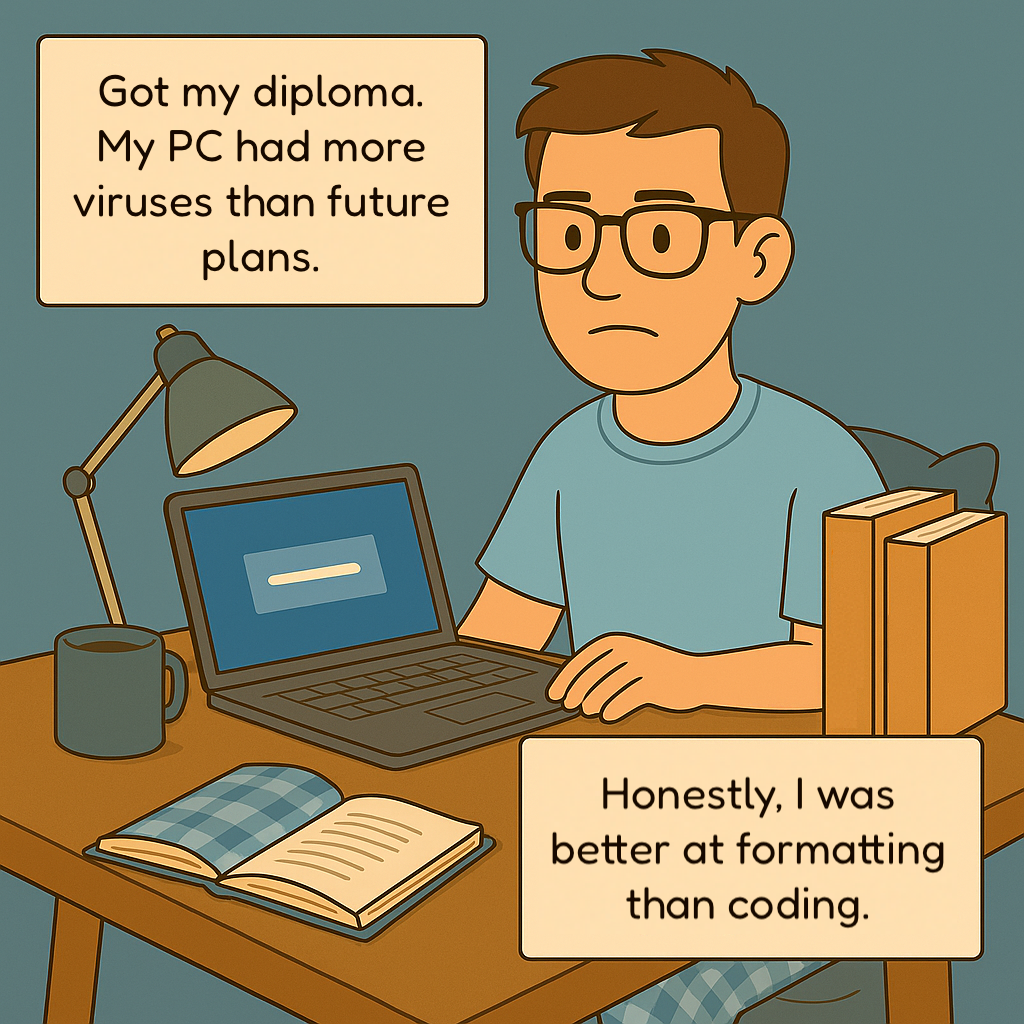 Got my diploma.
My PC had more
viruses than future
plans.
Honestly, I was
better at formatting
than coding.